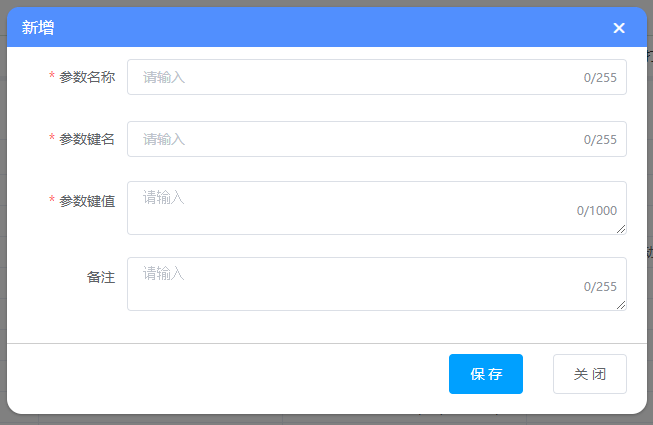 新增
* 参数名称 请输入 0/255
* 参数键名 请输入 0/255
* 参数键值 请输入 0/1000
备注 请输入 0/255
保存 关闭